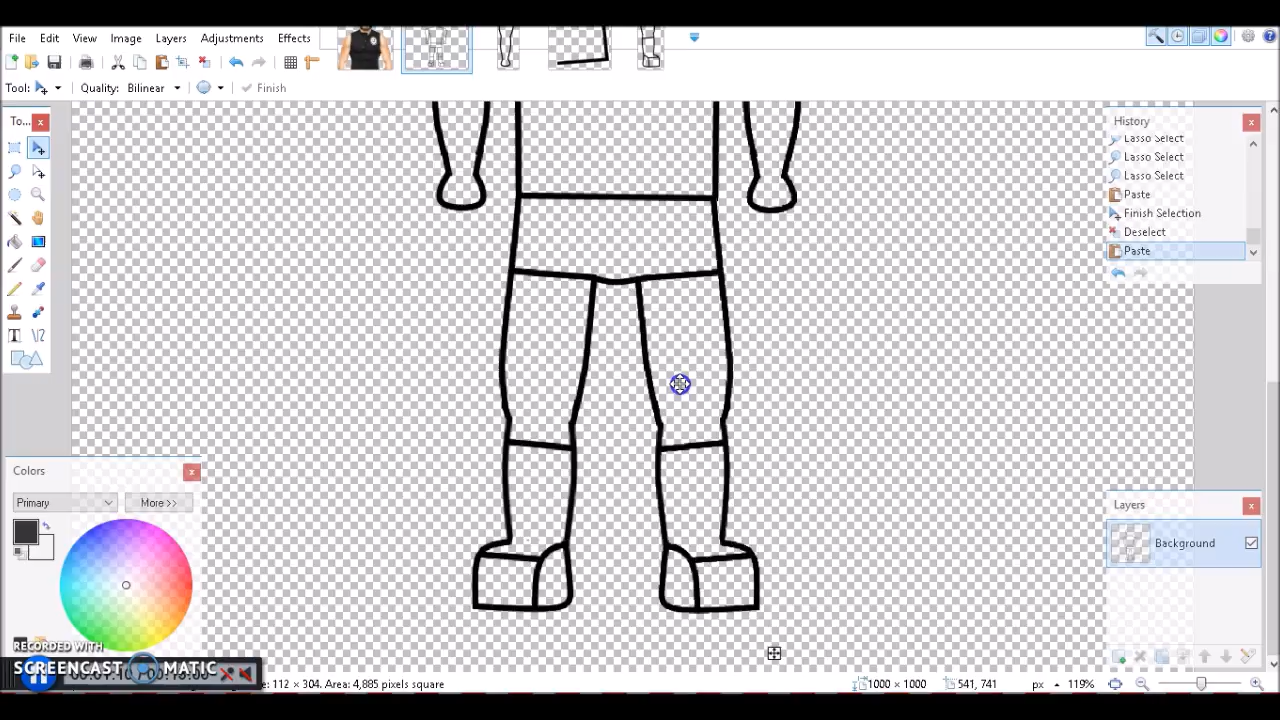 File Edit View Image Layers Adjustments Effects
Tool: Quality: Bilinear Finish
To...
History
Lasso Select
Lasso Select
Lasso Select
Paste
Finish Selection
Deselect
Paste
Colors
Primary More >>
Layers
Background
RECORDED WITH
SCREENCAST MATIC
112 × 304. Area: 4,885 pixels square 1000 × 1000 541, 741 px 119%